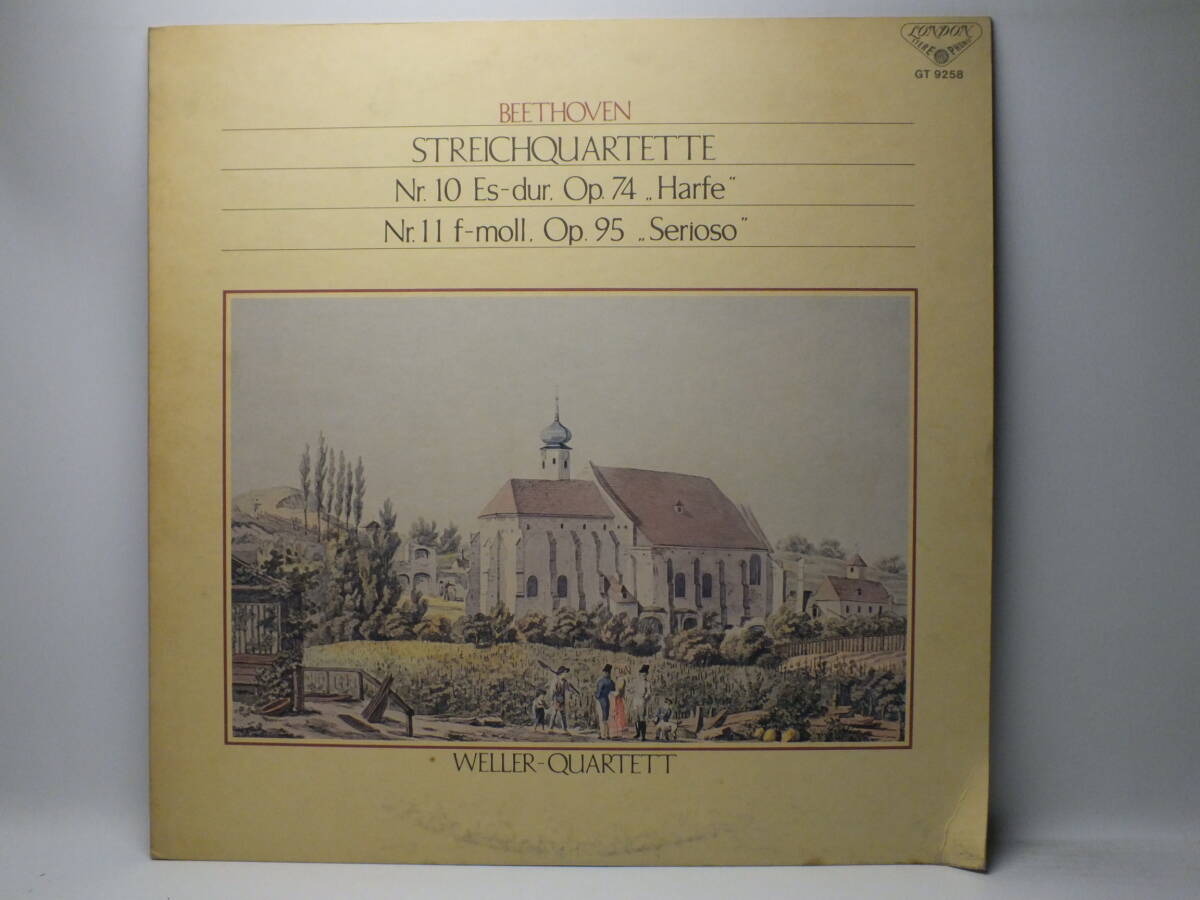 LONDON
STEREOPHONIC
GT 9258
BEETHOVEN
STREICHQUARTETTE
Nr. 10 Es-dur, Op. 74 „Harfe“
Nr. 11 f-moll, Op. 95 „Serioso“
WELLER-QUARTETT